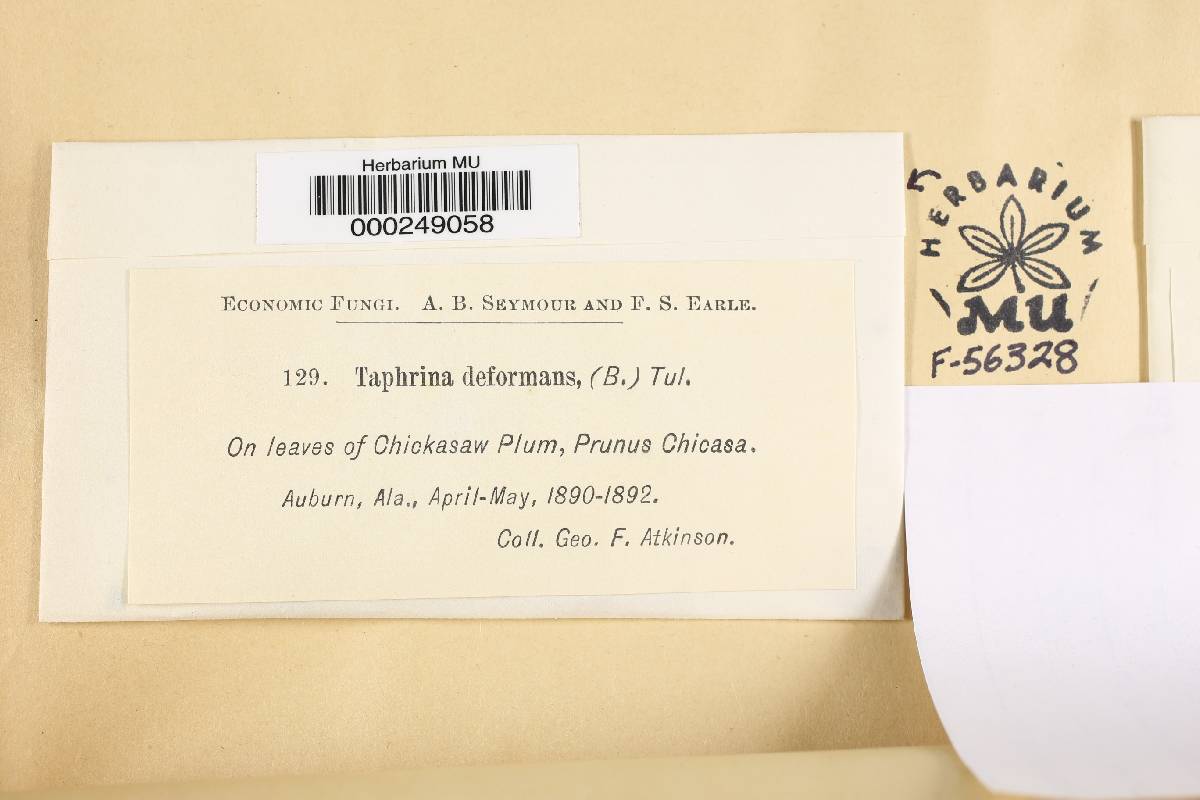 Herbarium MU
000249058
ECONOMIC FUNGI. A. B. SEYMOUR AND F. S. EARLE.
129. Taphrina deformans, (B.) Tul.
On leaves of Chickasaw Plum, Prunus Chicasa.
Auburn, Ala., April-May, 1890-1892.
Coll. Geo. F. Atkinson.
HERBARIUM
MU
F-56328